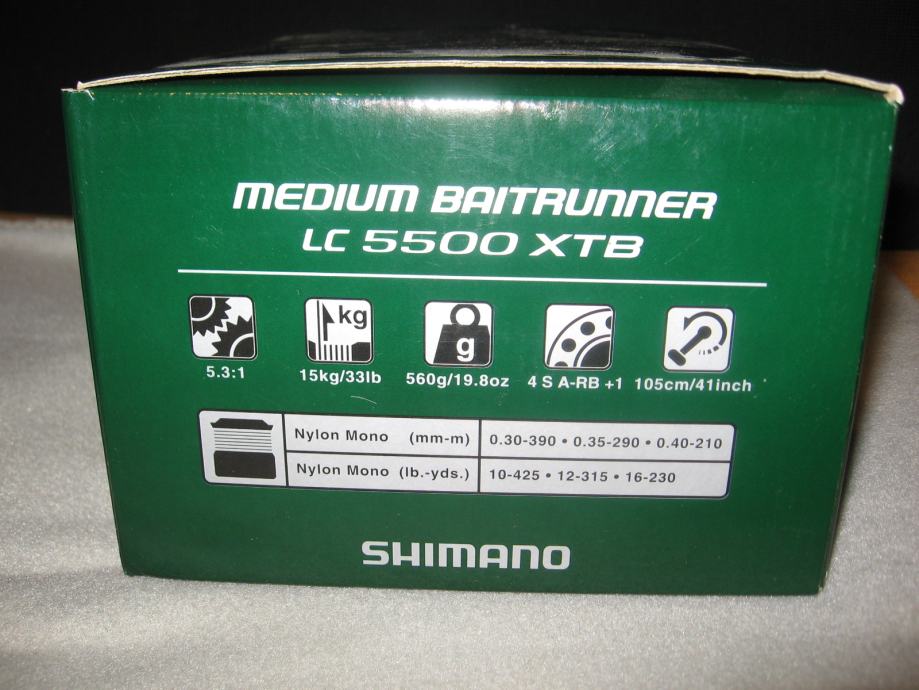 MEDIUM BAITRUNNER
LC 5500 XTB
kg
g
5.3:1 15kg/33lb 560g/19.8oz 4 S A-RB +1 105cm/41inch
Nylon Mono (mm-m) 0.30-390 • 0.35-290 • 0.40-210
Nylon Mono (lb.-yds.) 10-425 • 12-315 • 16-230
SHIMANO